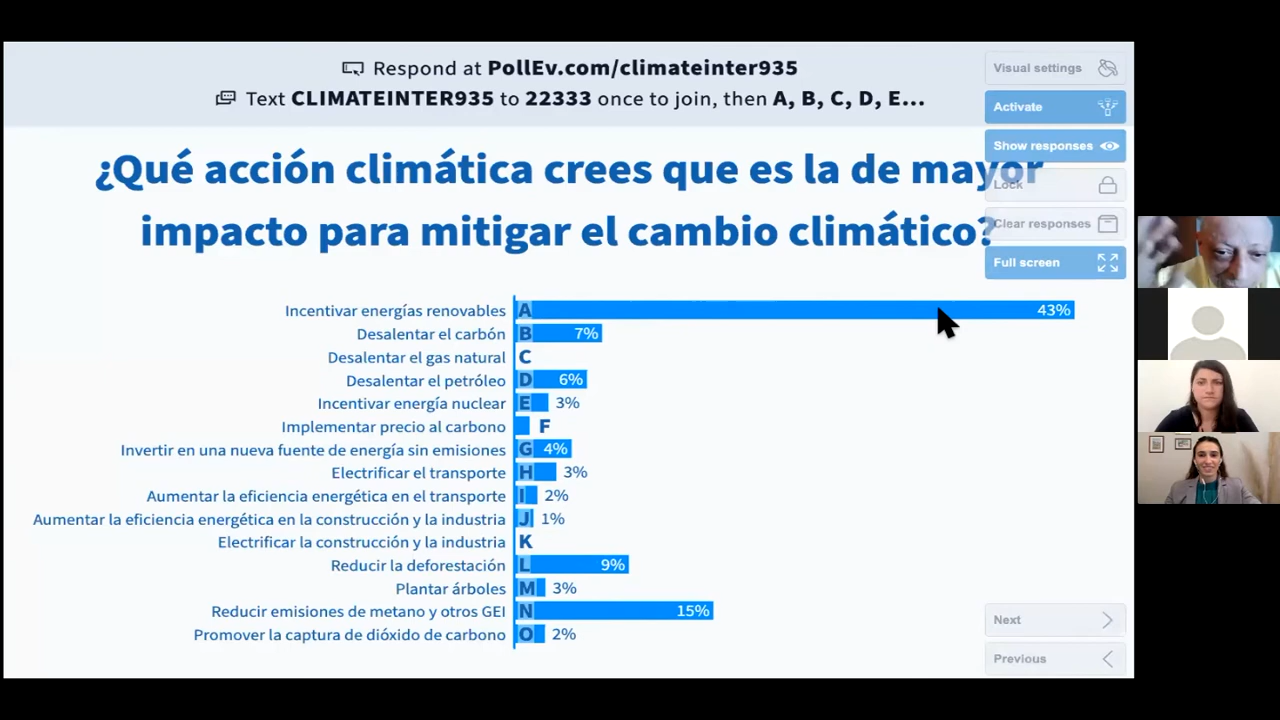 Respond at PollEv.com/climateinter935
Text CLIMATEINTER935 to 22333 once to join, then A, B, C, D, E...
Visual settings
Activate
Show responses
Lock
Clear responses
Full screen
¿Qué acción climática crees que es la de mayor
impacto para mitigar el cambio climático?
Incentivar energías renovables A 43%
Desalentar el carbón B 7%
Desalentar el gas natural C
Desalentar el petróleo D 6%
Incentivar energía nuclear E 3%
Implementar precio al carbono F
Invertir en una nueva fuente de energía sin emisiones G 4%
Electrificar el transporte H 3%
Aumentar la eficiencia energética en el transporte I 2%
Aumentar la eficiencia energética en la construcción y la industria J 1%
Electrificar la construcción y la industria K
Reducir la deforestación L 9%
Plantar árboles M 3%
Reducir emisiones de metano y otros GEI N 15%
Promover la captura de dióxido de carbono O 2%
Next
Previous